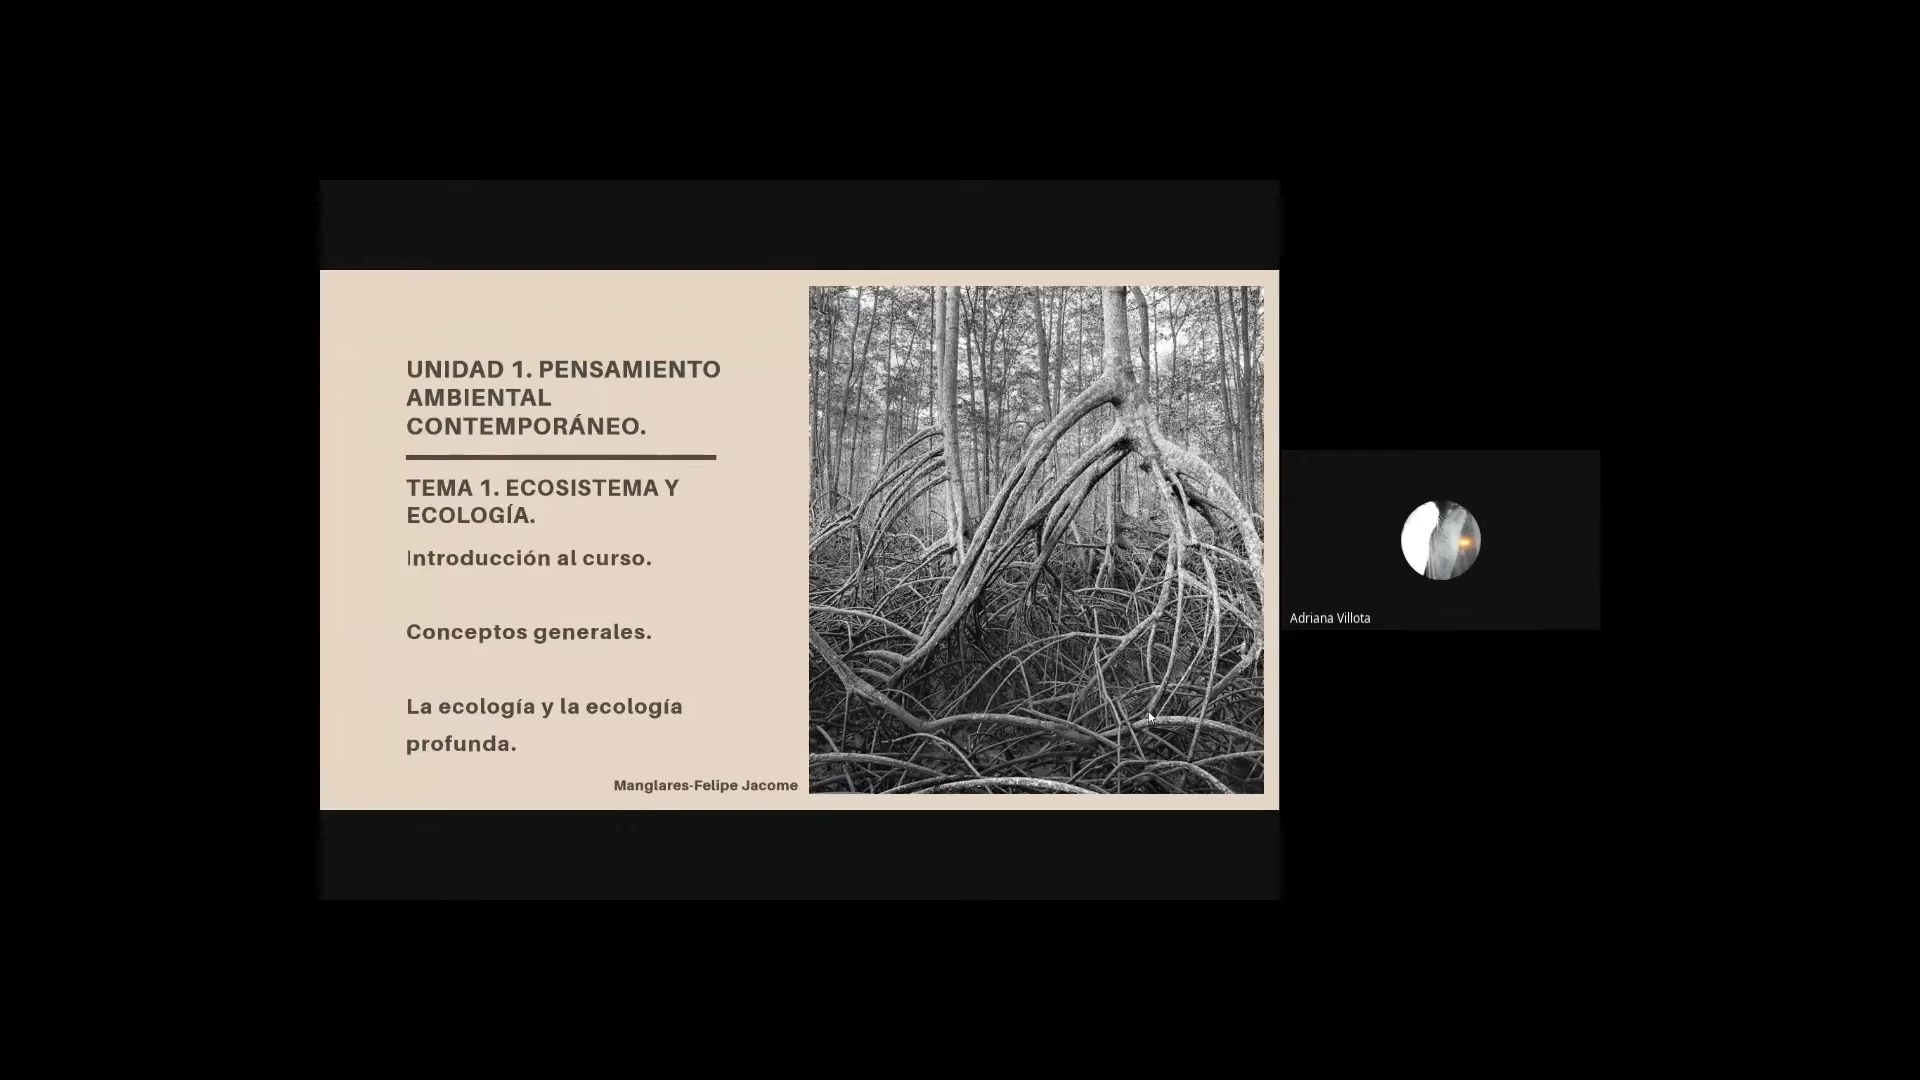 UNIDAD 1. PENSAMIENTO
AMBIENTAL
CONTEMPORÁNEO.
TEMA 1. ECOSISTEMA Y
ECOLOGÍA.
Introducción al curso.
Conceptos generales.
La ecología y la ecología
profunda.
Manglares-Felipe Jacome
Adriana Villota